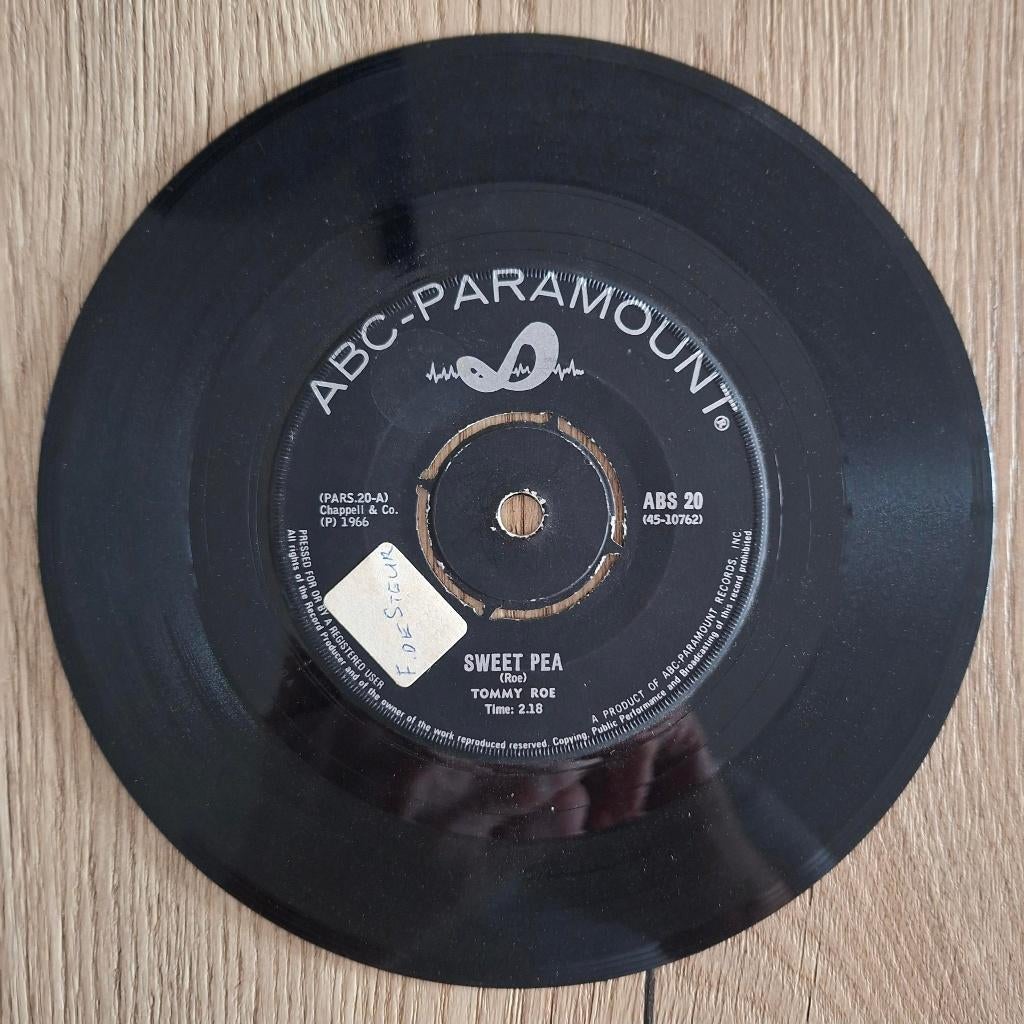 ABC-PARAMOUNT®
(PARS.20-A)
Chappell & Co.
(P) 1966
ABS 20
(45-10762)
F. DE STEUR
SWEET PEA
(Roe)
TOMMY ROE
Time: 2.18
PRESSED FOR OR BY A REGISTERED USER
A PRODUCT OF ABC-PARAMOUNT RECORDS, INC.
All rights of the Record Producer and of the owner of the work reproduced reserved. Copying, Public Performance and Broadcasting of this record prohibited